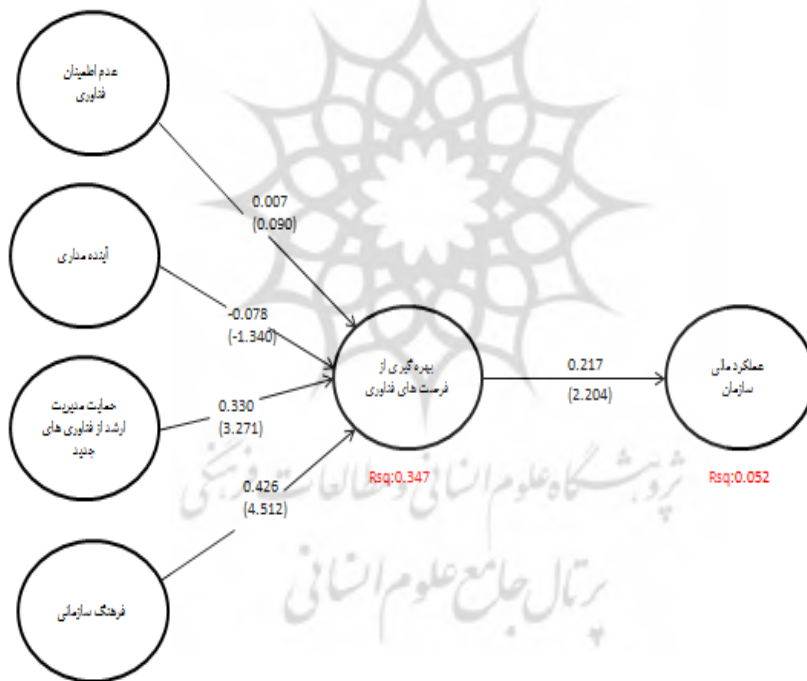 عدم اطمینان
فناوری
0.007
(0.090)
آینده مداری
-0.078
(-1.340)
حمایت مدیریت
ارشد از فناوری های
جدید
0.330
(3.271)
فرهنگ سازمانی
0.426
(4.512)
بهره گیری از
فرصت های فناوری
Rsq:0.347
0.217
(2.204)
عملکرد مالی
سازمان
Rsq:0.052
پژوهشگاه علوم انسانی و مطالعات فرهنگی
پرتال جامع علوم انسانی